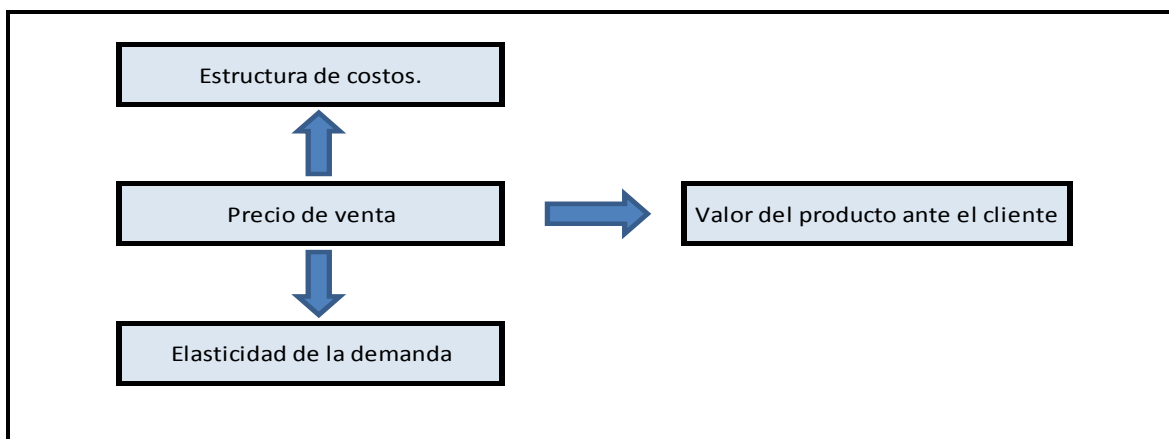 Estructura de costos.
Precio de venta
Valor del producto ante el cliente
Elasticidad de la demanda